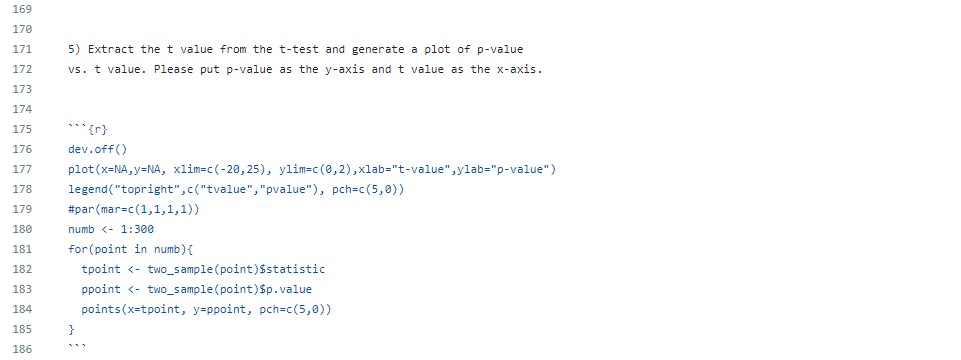 169
170
171 5) Extract the t value from the t-test and generate a plot of p-value
172 vs. t value. Please put p-value as the y-axis and t value as the x-axis.
173
174
175 ```{r}
176 dev.off()
177 plot(x=NA,y=NA, xlim=c(-20,25), ylim=c(0,2),xlab="t-value",ylab="p-value")
178 legend("topright",c("tvalue","pvalue"), pch=c(5,0))
179 #par(mar=c(1,1,1,1))
180 numb <- 1:300
181 for(point in numb){
182   tpoint <- two_sample(point)$statistic
183   ppoint <- two_sample(point)$p.value
184   points(x=tpoint, y=ppoint, pch=c(5,0))
185 }
186 ```